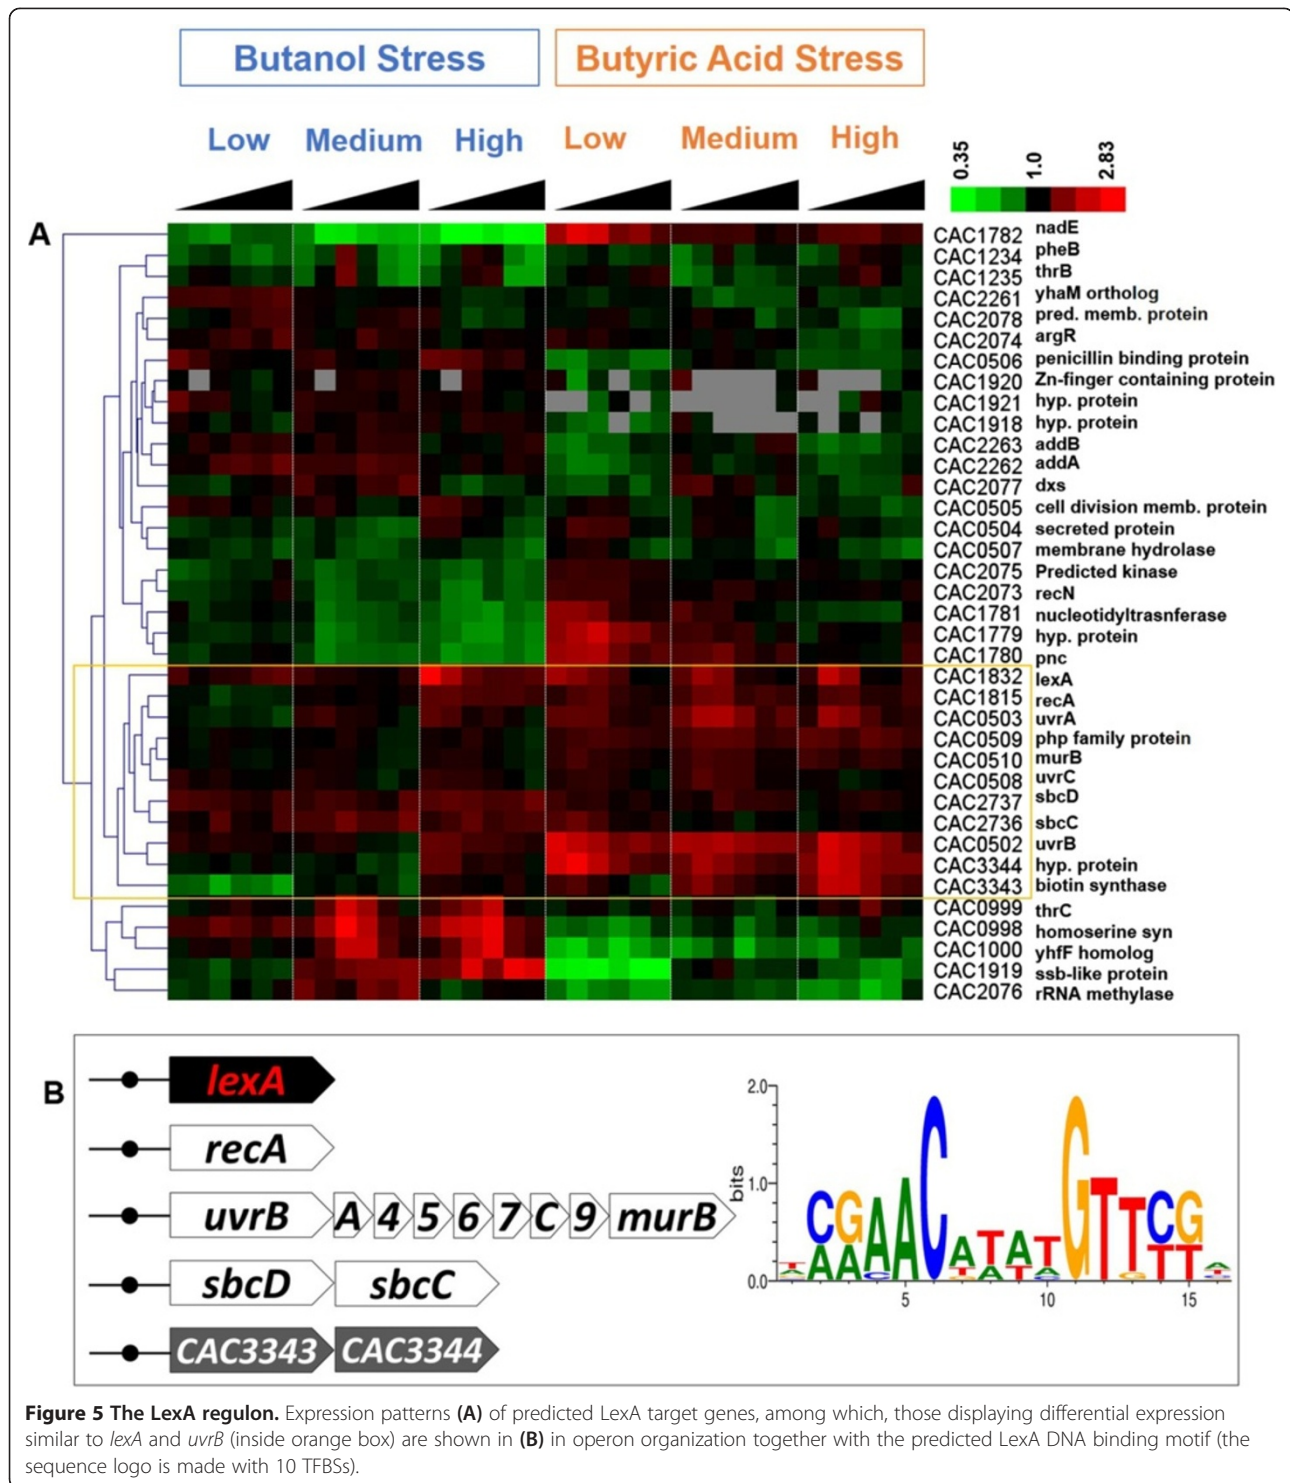 Butanol Stress Butyric Acid Stress
Low Medium High Low Medium High
0.35 1.0 2.83
A
CAC1782 nadE
CAC1234 pheB
CAC1235 thrB
CAC2261 yhaM ortholog
CAC2078 pred. memb. protein
CAC2074 argR
CAC0506 penicillin binding protein
CAC1920 Zn-finger containing protein
CAC1921 hyp. protein
CAC1918 hyp. protein
CAC2263 addB
CAC2262 addA
CAC2077 dxs
CAC0505 cell division memb. protein
CAC0504 secreted protein
CAC0507 membrane hydrolase
CAC2075 Predicted kinase
CAC2073 recN
CAC1781 nucleotidyltrasnferase
CAC1779 hyp. protein
CAC1780 pnc
CAC1832 lexA
CAC1815 recA
CAC0503 uvrA
CAC0509 php family protein
CAC0510 murB
CAC0508 uvrC
CAC2737 sbcD
CAC2736 sbcC
CAC0502 uvrB
CAC3344 hyp. protein
CAC3343 biotin synthase
CAC0999 thrC
CAC0998 homoserine syn
CAC1000 yhfF homolog
CAC1919 ssb-like protein
CAC2076 rRNA methylase
B
lexA
recA
uvrB A 4 5 6 7 C 9 murB
sbcD sbcC
CAC3343 CAC3344
bits
2.0
1.0
0.0
CGAACATATGTTCG
5 10 15
Figure 5 The LexA regulon. Expression patterns (A) of predicted LexA target genes, among which, those displaying differential expression
similar to lexA and uvrB (inside orange box) are shown in (B) in operon organization together with the predicted LexA DNA binding motif (the
sequence logo is made with 10 TFBSs).